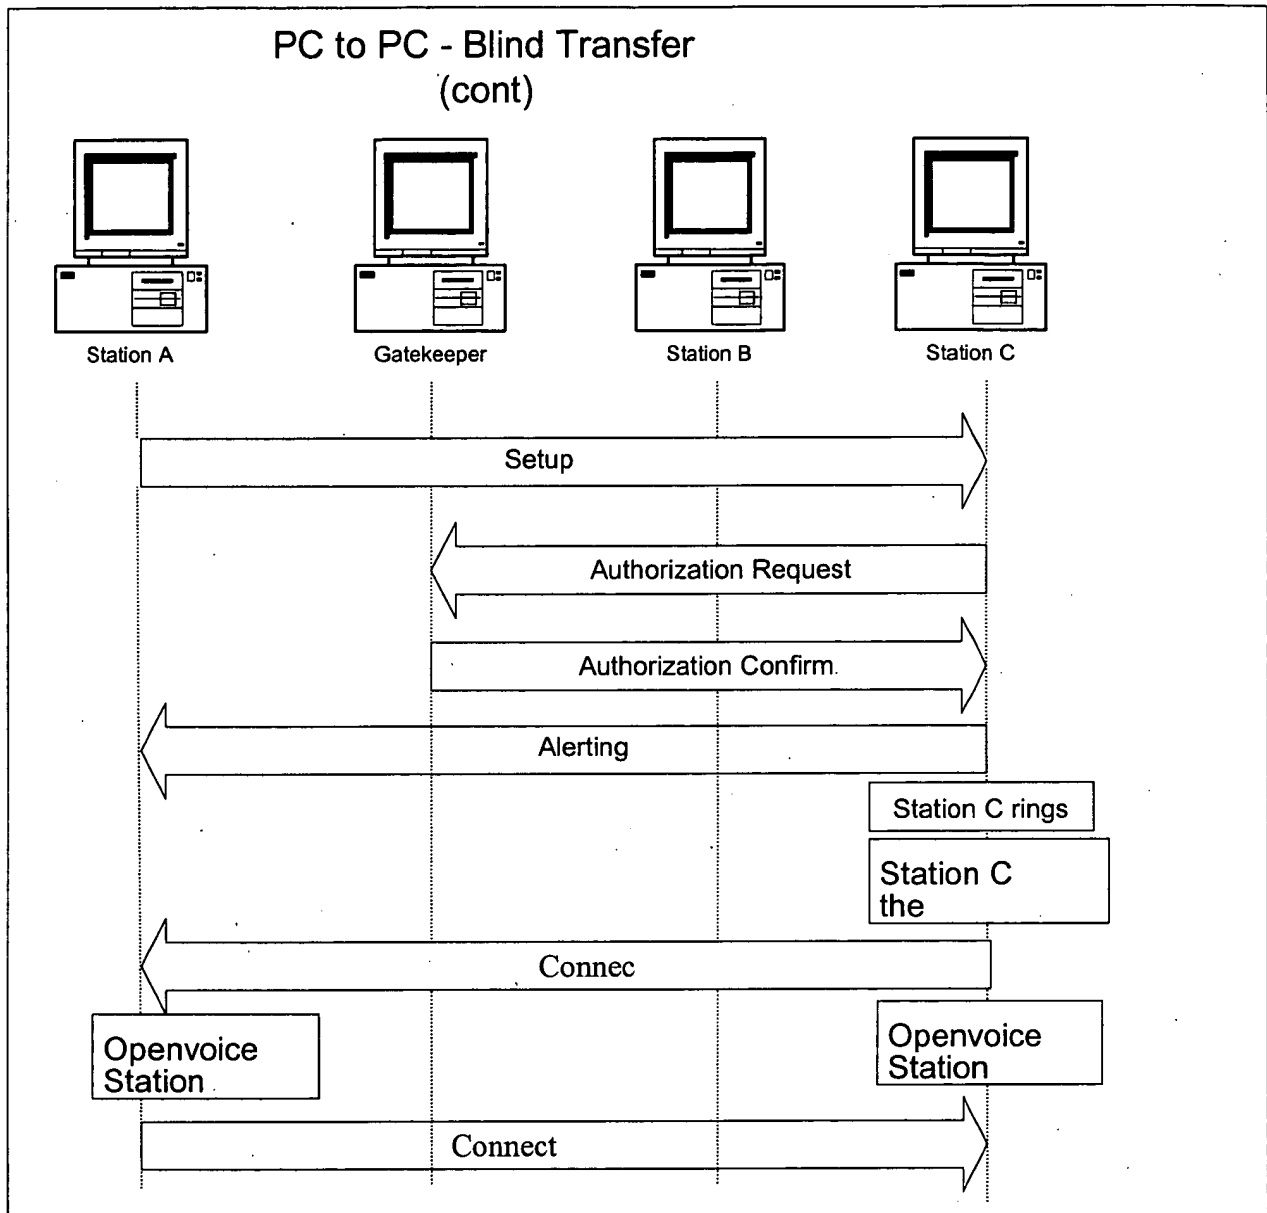 PC to PC - Blind Transfer
(cont)
Station A
Gatekeeper
Station B
Station C
Setup
Authorization Request
Authorization Confirm
Alerting
Station C rings
Station C
the
Connec
Openvoice
Station
Openvoice
Station
Connect